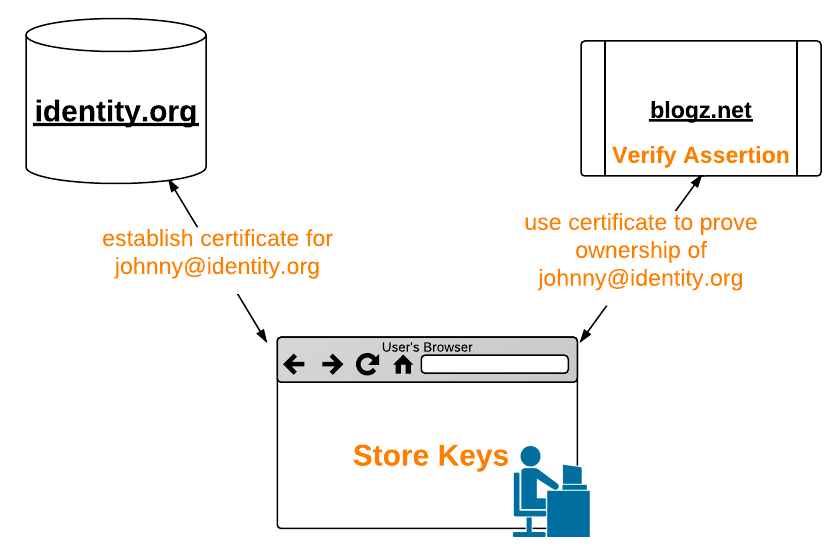 identity.org
blogz.net
Verify Assertion
establish certificate for
johnny@identity.org
use certificate to prove
ownership of
johnny@identity.org
User's Browser
Store Keys